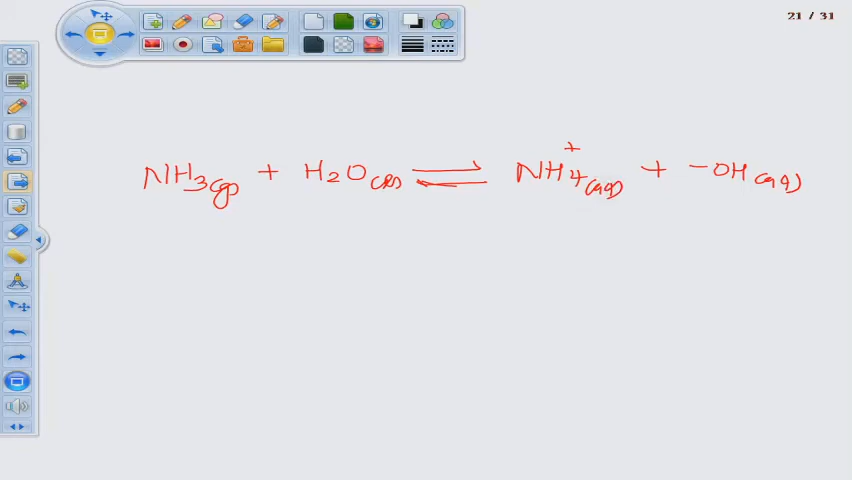 21 / 31
NH3(g) + H2O(l) ⇌ NH4+(aq) + -OH(aq)